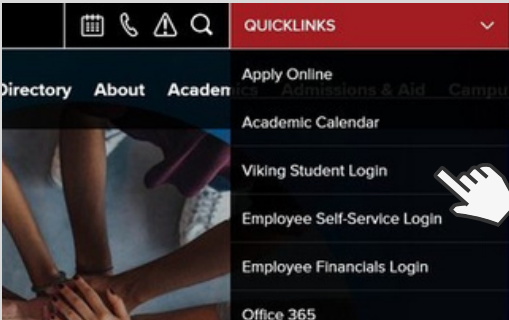 QUICKLINKS
Directory About Academics Admissions & Aid Campu
Apply Online
Academic Calendar
Viking Student Login
Employee Self-Service Login
Employee Financials Login
Office 365